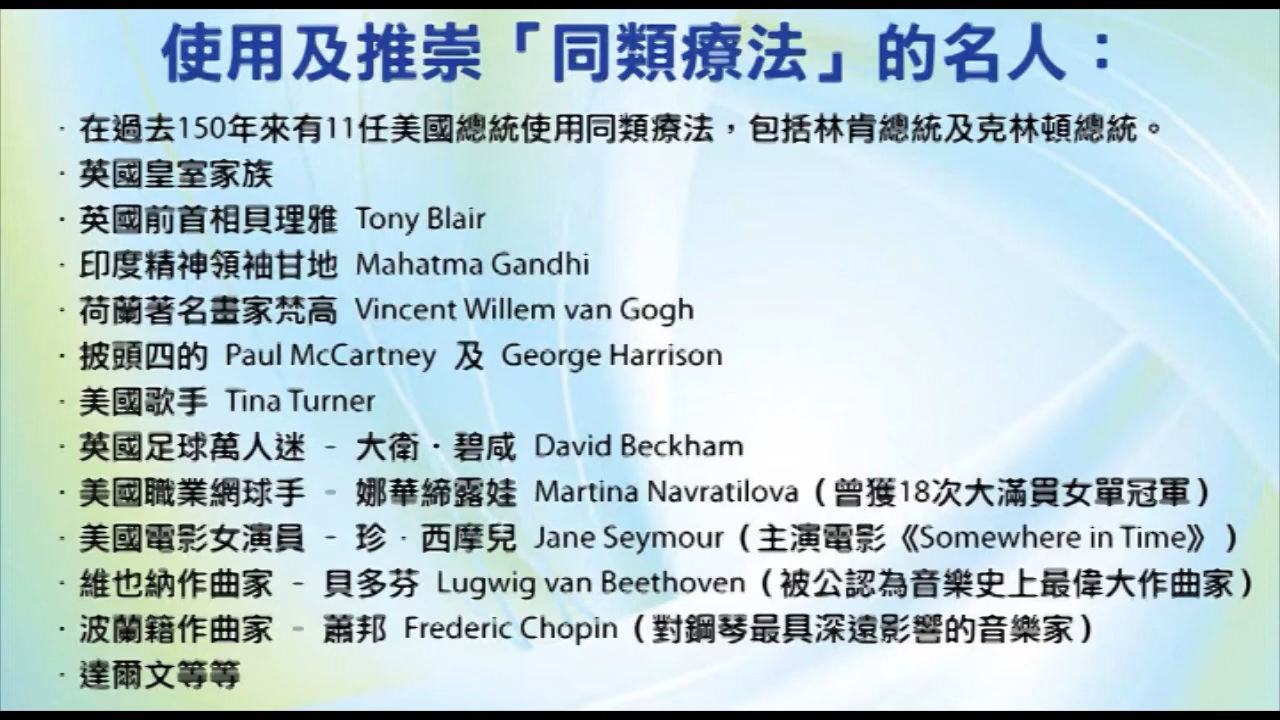 使用及推崇「同類療法」的名人：
· 在過去150年來有11任美國總統使用同類療法，包括林肯總統及克林頓總統。
· 英國皇室家族
· 英國前首相貝理雅 Tony Blair
· 印度精神領袖甘地 Mahatma Gandhi
· 荷蘭著名畫家梵高 Vincent Willem van Gogh
· 披頭四的 Paul McCartney 及 George Harrison
· 美國歌手 Tina Turner
· 英國足球萬人迷 - 大衛·碧咸 David Beckham
· 美國職業網球手 - 娜華締露娃 Martina Navratilova（曾獲18次大滿貫女單冠軍）
· 美國電影女演員 - 珍·西摩兒 Jane Seymour（主演電影《Somewhere in Time》）
· 維也納作曲家 - 貝多芬 Lugwig van Beethoven（被公認為音樂史上最偉大作曲家）
· 波蘭籍作曲家 - 蕭邦 Frederic Chopin（對鋼琴最具深遠影響的音樂家）
· 達爾文等等